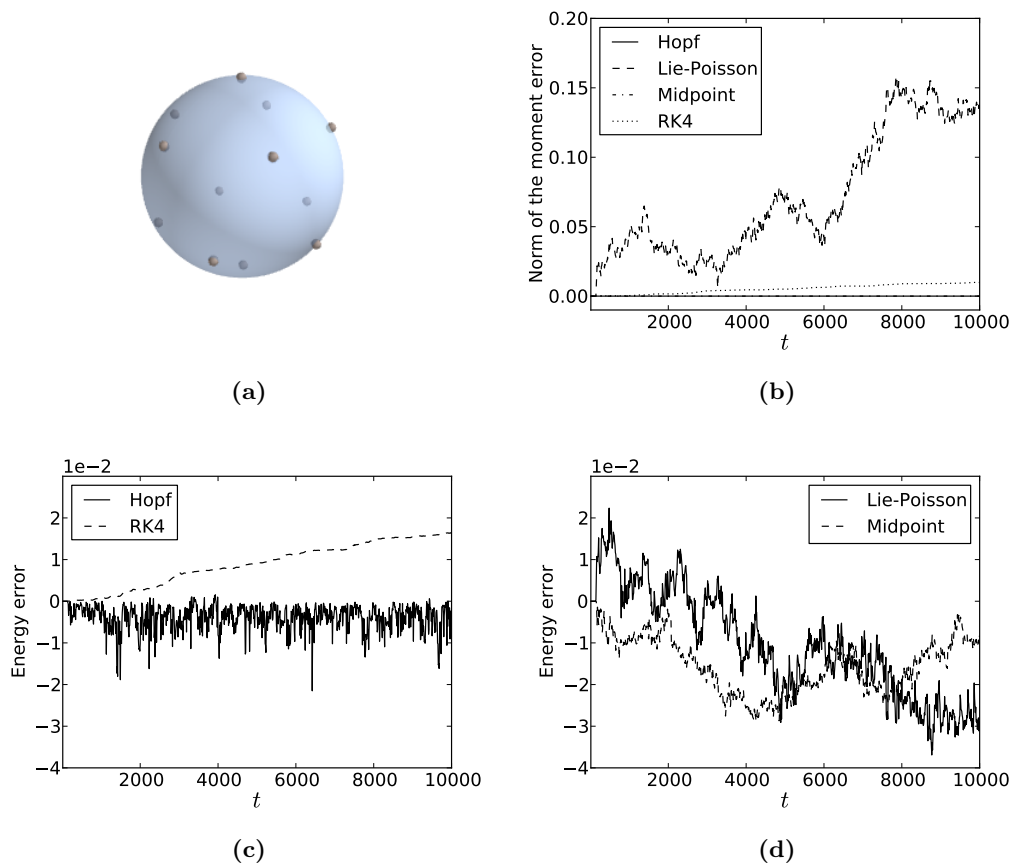 0.20
0.15
0.10
0.05
0.00
Norm of the moment error
Hopf
Lie-Poisson
Midpoint
RK4
2000 4000 6000 8000 10000
t
(a)
(b)
1e−2
2
1
0
−1
−2
−3
−4
Energy error
Hopf
RK4
2000 4000 6000 8000 10000
t
(c)
1e−2
2
1
0
−1
−2
−3
−4
Energy error
Lie-Poisson
Midpoint
2000 4000 6000 8000 10000
t
(d)